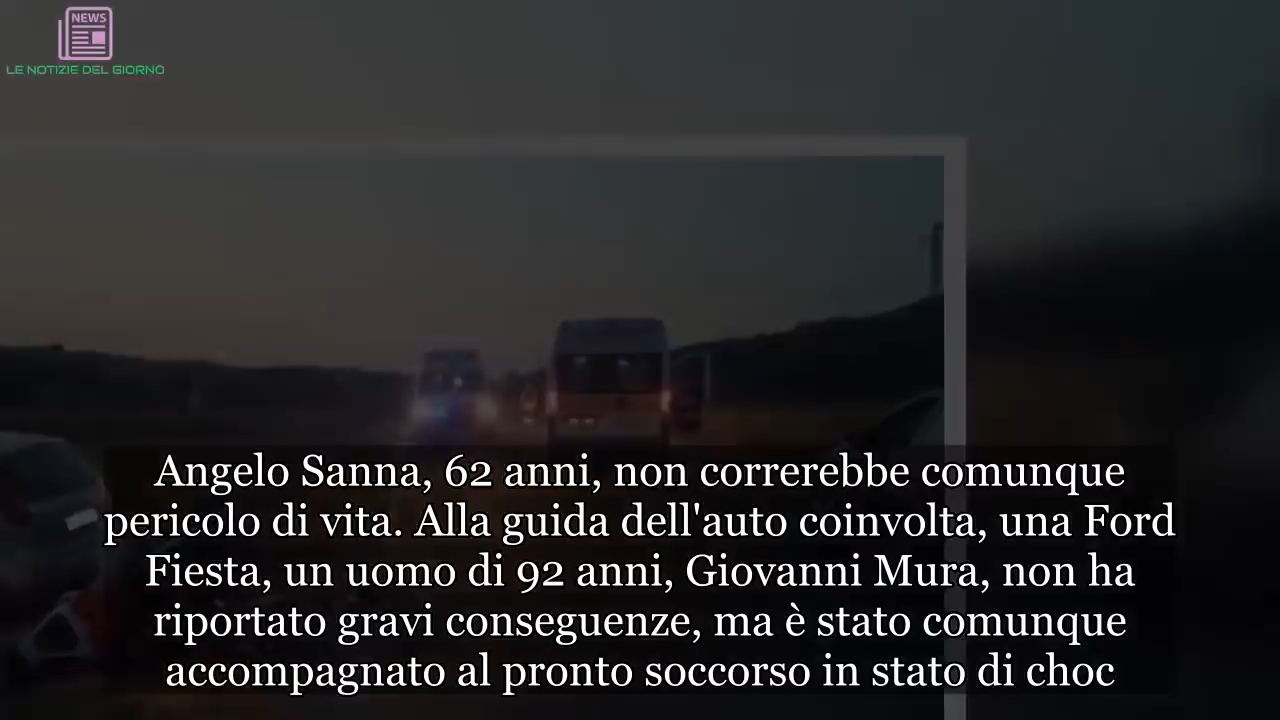 NEWS
LE NOTIZIE DEL GIORNO
Angelo Sanna, 62 anni, non correrebbe comunque
pericolo di vita. Alla guida dell'auto coinvolta, una Ford
Fiesta, un uomo di 92 anni, Giovanni Mura, non ha
riportato gravi conseguenze, ma è stato comunque
accompagnato al pronto soccorso in stato di choc